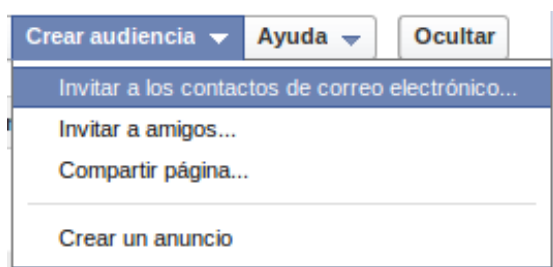 Crear audiencia Ayuda Ocultar
Invitar a los contactos de correo electrónico...
Invitar a amigos...
Compartir página...
Crear un anuncio